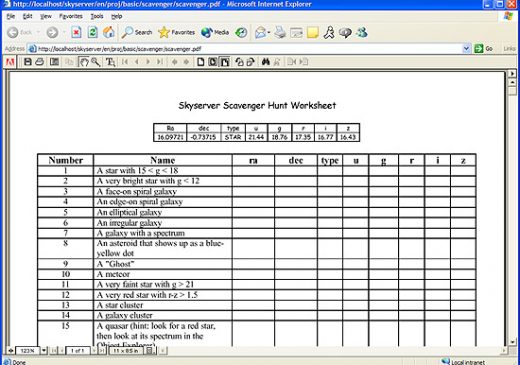 http://localhost/skyserver/en/proj/basic/scavenger/scavenger.pdf - Microsoft Internet Explorer
File Edit View Favorites Tools Help
Back Search Favorites Media
Address http://localhost/skyserver/en/proj/basic/scavenger/scavenger.pdf Go Links
Skyserver Scavenger Hunt Worksheet
Ra dec type u g r i z
16.09721 -0.73715 STAR 21.44 18.76 17.35 16.77 16.43
Number Name ra dec type u g r i z
1 A star with 15 < g < 18
2 A very bright star with g < 12
3 A face-on spiral galaxy
4 An edge-on spiral galaxy
5 An elliptical galaxy
6 An irregular galaxy
7 A galaxy with a spectrum
8 An asteroid that shows up as a blue-
yellow dot
9 A "Ghost"
10 A meteor
11 A very faint star with g > 21
12 A very red star with r-z > 1.5
13 A star cluster
14 A galaxy cluster
15 A quasar (hint: look for a red star,
then look at its spectrum in the
Object Explorer)
123% 1 of 1 11 x 8.5 in
Done Local intranet